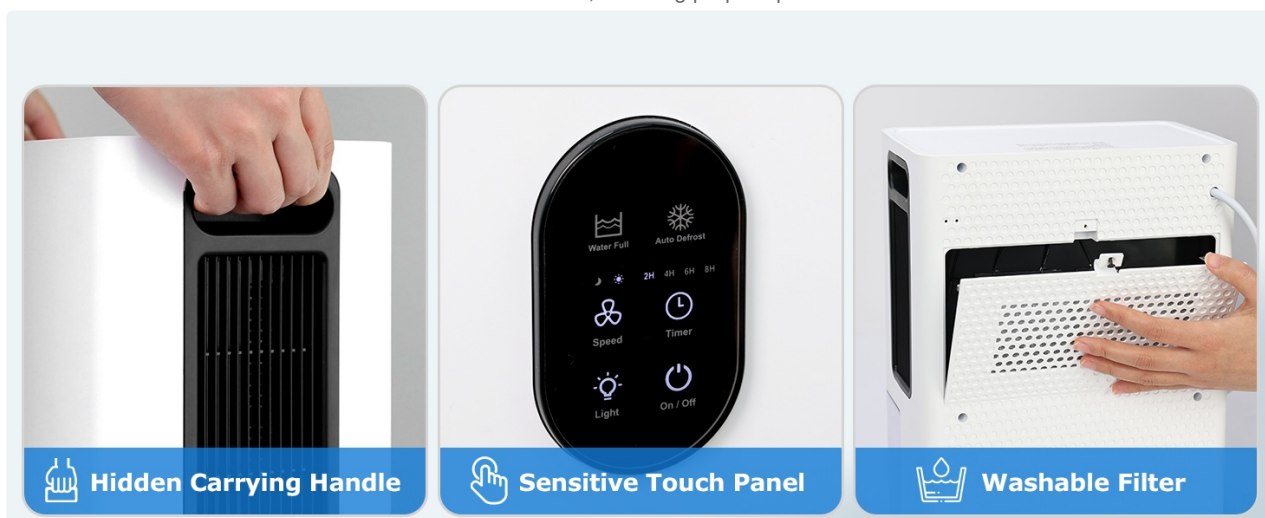 Water Full
Auto Defrost
2H 4H 6H 8H
Speed
Timer
Light
On / Off
Hidden Carrying Handle
Sensitive Touch Panel
Washable Filter